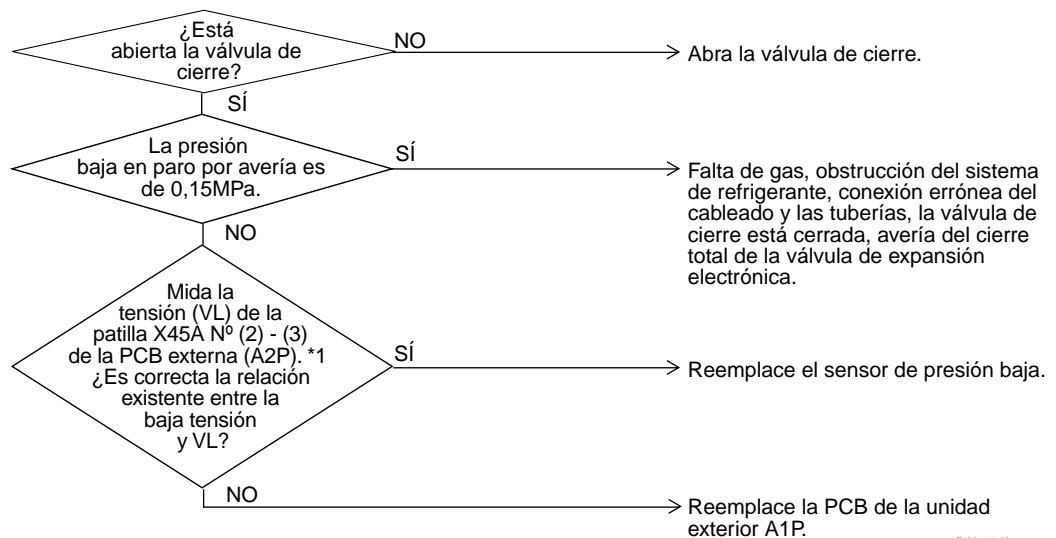 ¿Está
abierta la válvula de
cierre?
NO
Abra la válvula de cierre.
SÍ
La presión
baja en paro por avería es
de 0,15MPa.
SÍ
Falta de gas, obstrucción del sistema
de refrigerante, conexión errónea del
cableado y las tuberías, la válvula de
cierre está cerrada, avería del cierre
total de la válvula de expansión
electrónica.
NO
Mida la
tensión (VL) de la
patilla X45A Nº (2) - (3)
de la PCB externa (A2P). *1
¿Es correcta la relación
existente entre la
baja tensión
y VL?
SÍ
Reemplace el sensor de presión baja.
NO
Reemplace la PCB de la unidad
exterior A1P.